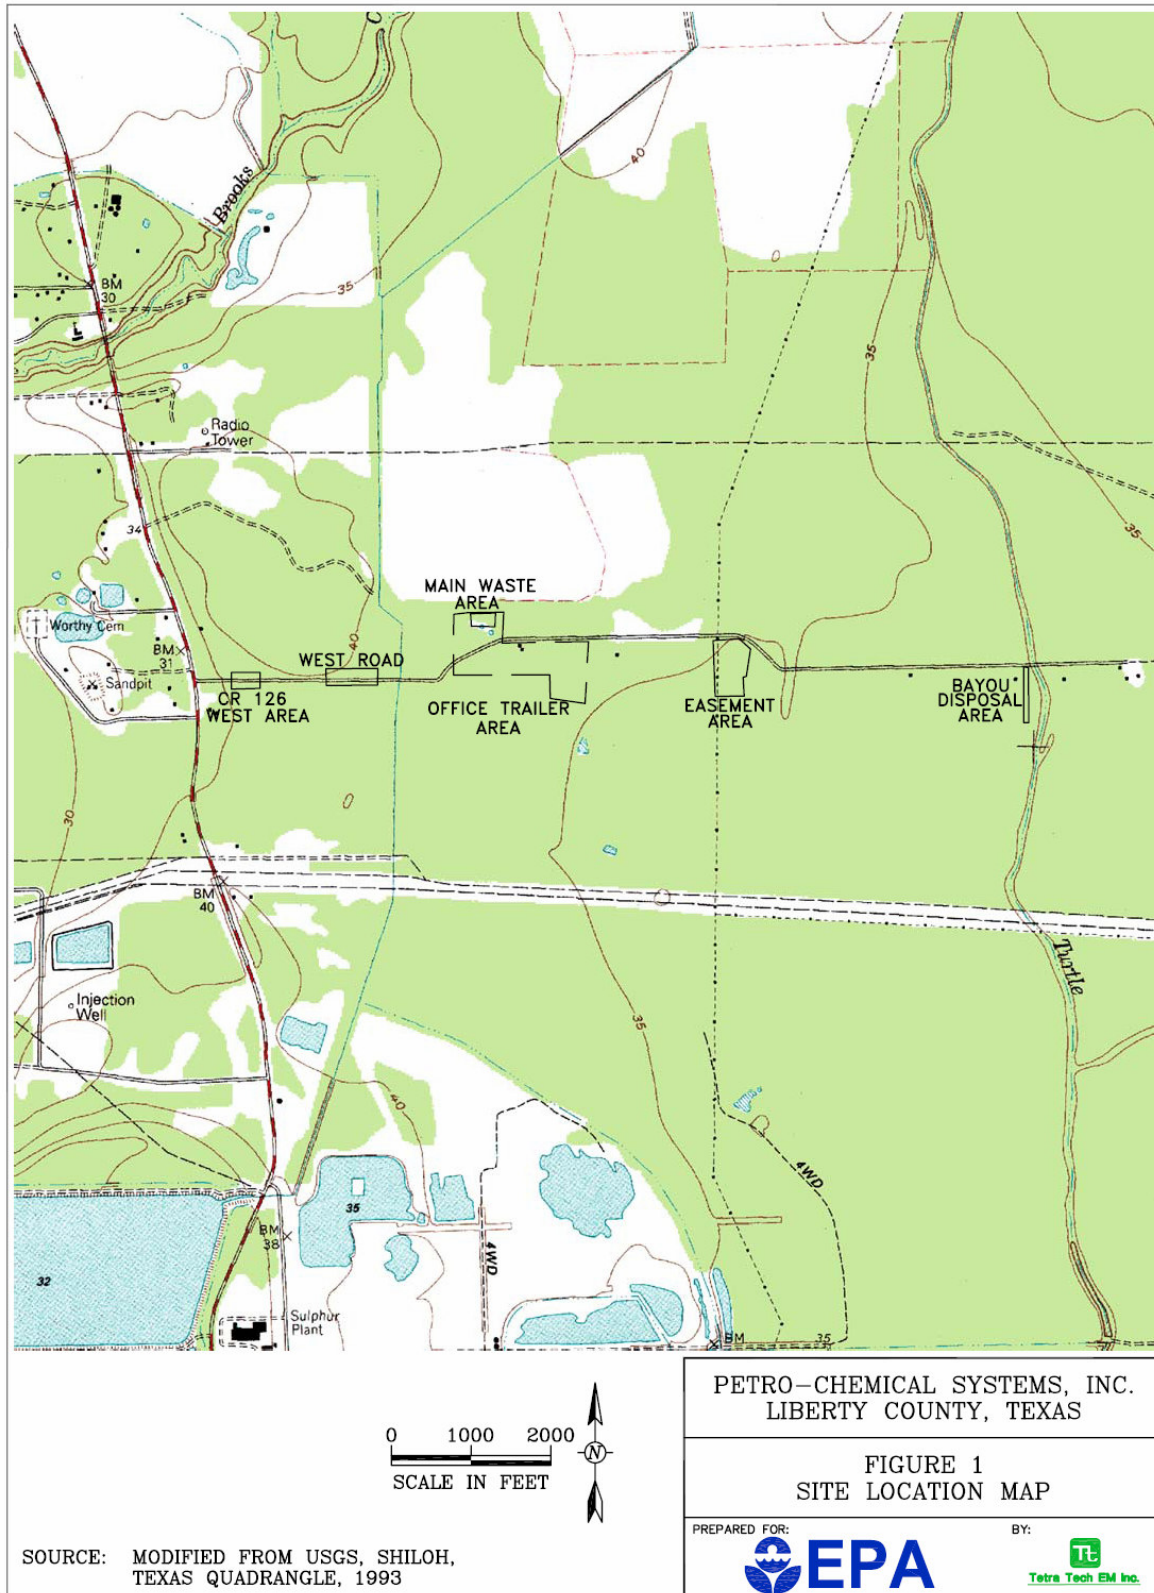 C
Brooks
40
35
BM
30
Radio
Tower
35
34
35
MAIN WASTE
AREA
Worthy Cem
BM
31
40
WEST ROAD
Sandpit
CR 126
WEST AREA
OFFICE TRAILER
AREA
EASEMENT
AREA
BAYOU
DISPOSAL
AREA
30
BM
40
Turtle
Injection
Well
35
40
4WD
35
BM
38
4WD
32
Sulphur
Plant
BM
35
0 1000 2000
SCALE IN FEET
N
PETRO-CHEMICAL SYSTEMS, INC.
LIBERTY COUNTY, TEXAS
FIGURE 1
SITE LOCATION MAP
PREPARED FOR:
EPA
BY:
Tt
Tetra Tech EM Inc.
SOURCE: MODIFIED FROM USGS, SHILOH,
TEXAS QUADRANGLE, 1993